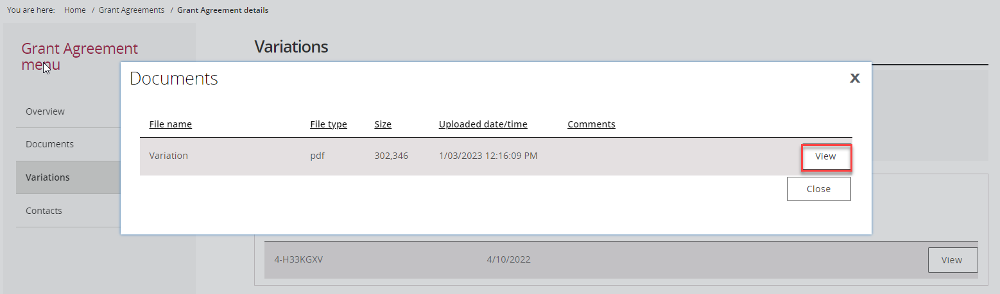 You are here: Home / Grant Agreements / Grant Agreement details
Grant Agreement
menu
Overview
Documents
Variations
Contacts
Variations
Documents
X
File name File type Size Uploaded date/time Comments
Variation pdf 302,346 1/03/2023 12:16:09 PM View
Close
4-H33KGXV 4/10/2022 View